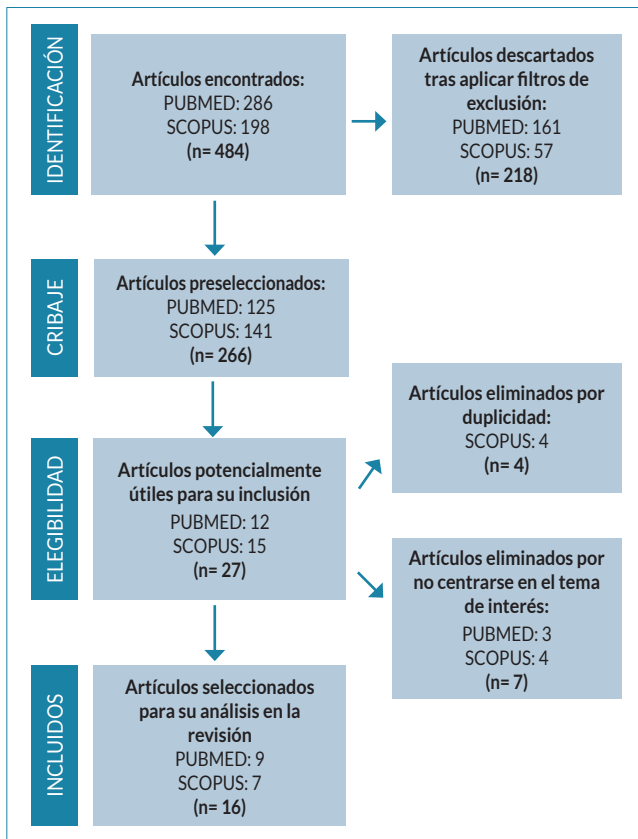 IDENTIFICACIÓN
Artículos encontrados:
PUBMED: 286
SCOPUS: 198
(n= 484)
Artículos descartados
tras aplicar filtros de
exclusión:
PUBMED: 161
SCOPUS: 57
(n= 218)
CRIBAJE
Artículos preseleccionados:
PUBMED: 125
SCOPUS: 141
(n= 266)
ELEGIBILIDAD
Artículos potencialmente
útiles para su inclusión
PUBMED: 12
SCOPUS: 15
(n= 27)
Artículos eliminados por
duplicidad:
SCOPUS: 4
(n= 4)
Artículos eliminados por
no centrarse en el tema
de interés:
PUBMED: 3
SCOPUS: 4
(n= 7)
INCLUIDOS
Artículos seleccionados
para su análisis en la
revisión
PUBMED: 9
SCOPUS: 7
(n= 16)